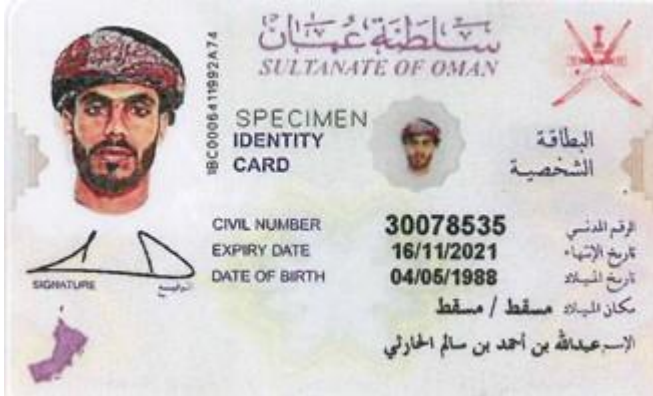 سلطنة عمان
SULTANATE OF OMAN
1BC0006411992A74
SPECIMEN
IDENTITY CARD
البطاقة الشخصية
CIVIL NUMBER 30078535 الرقم المدني
EXPIRY DATE 16/11/2021 تاريخ الإنتهاء
DATE OF BIRTH 04/05/1988 تاريخ الميلاد
مكان الميلاد مسقط / مسقط
الإسم عبدالله بن أحمد بن سالم الحارثي
SIGNATURE التوقيع